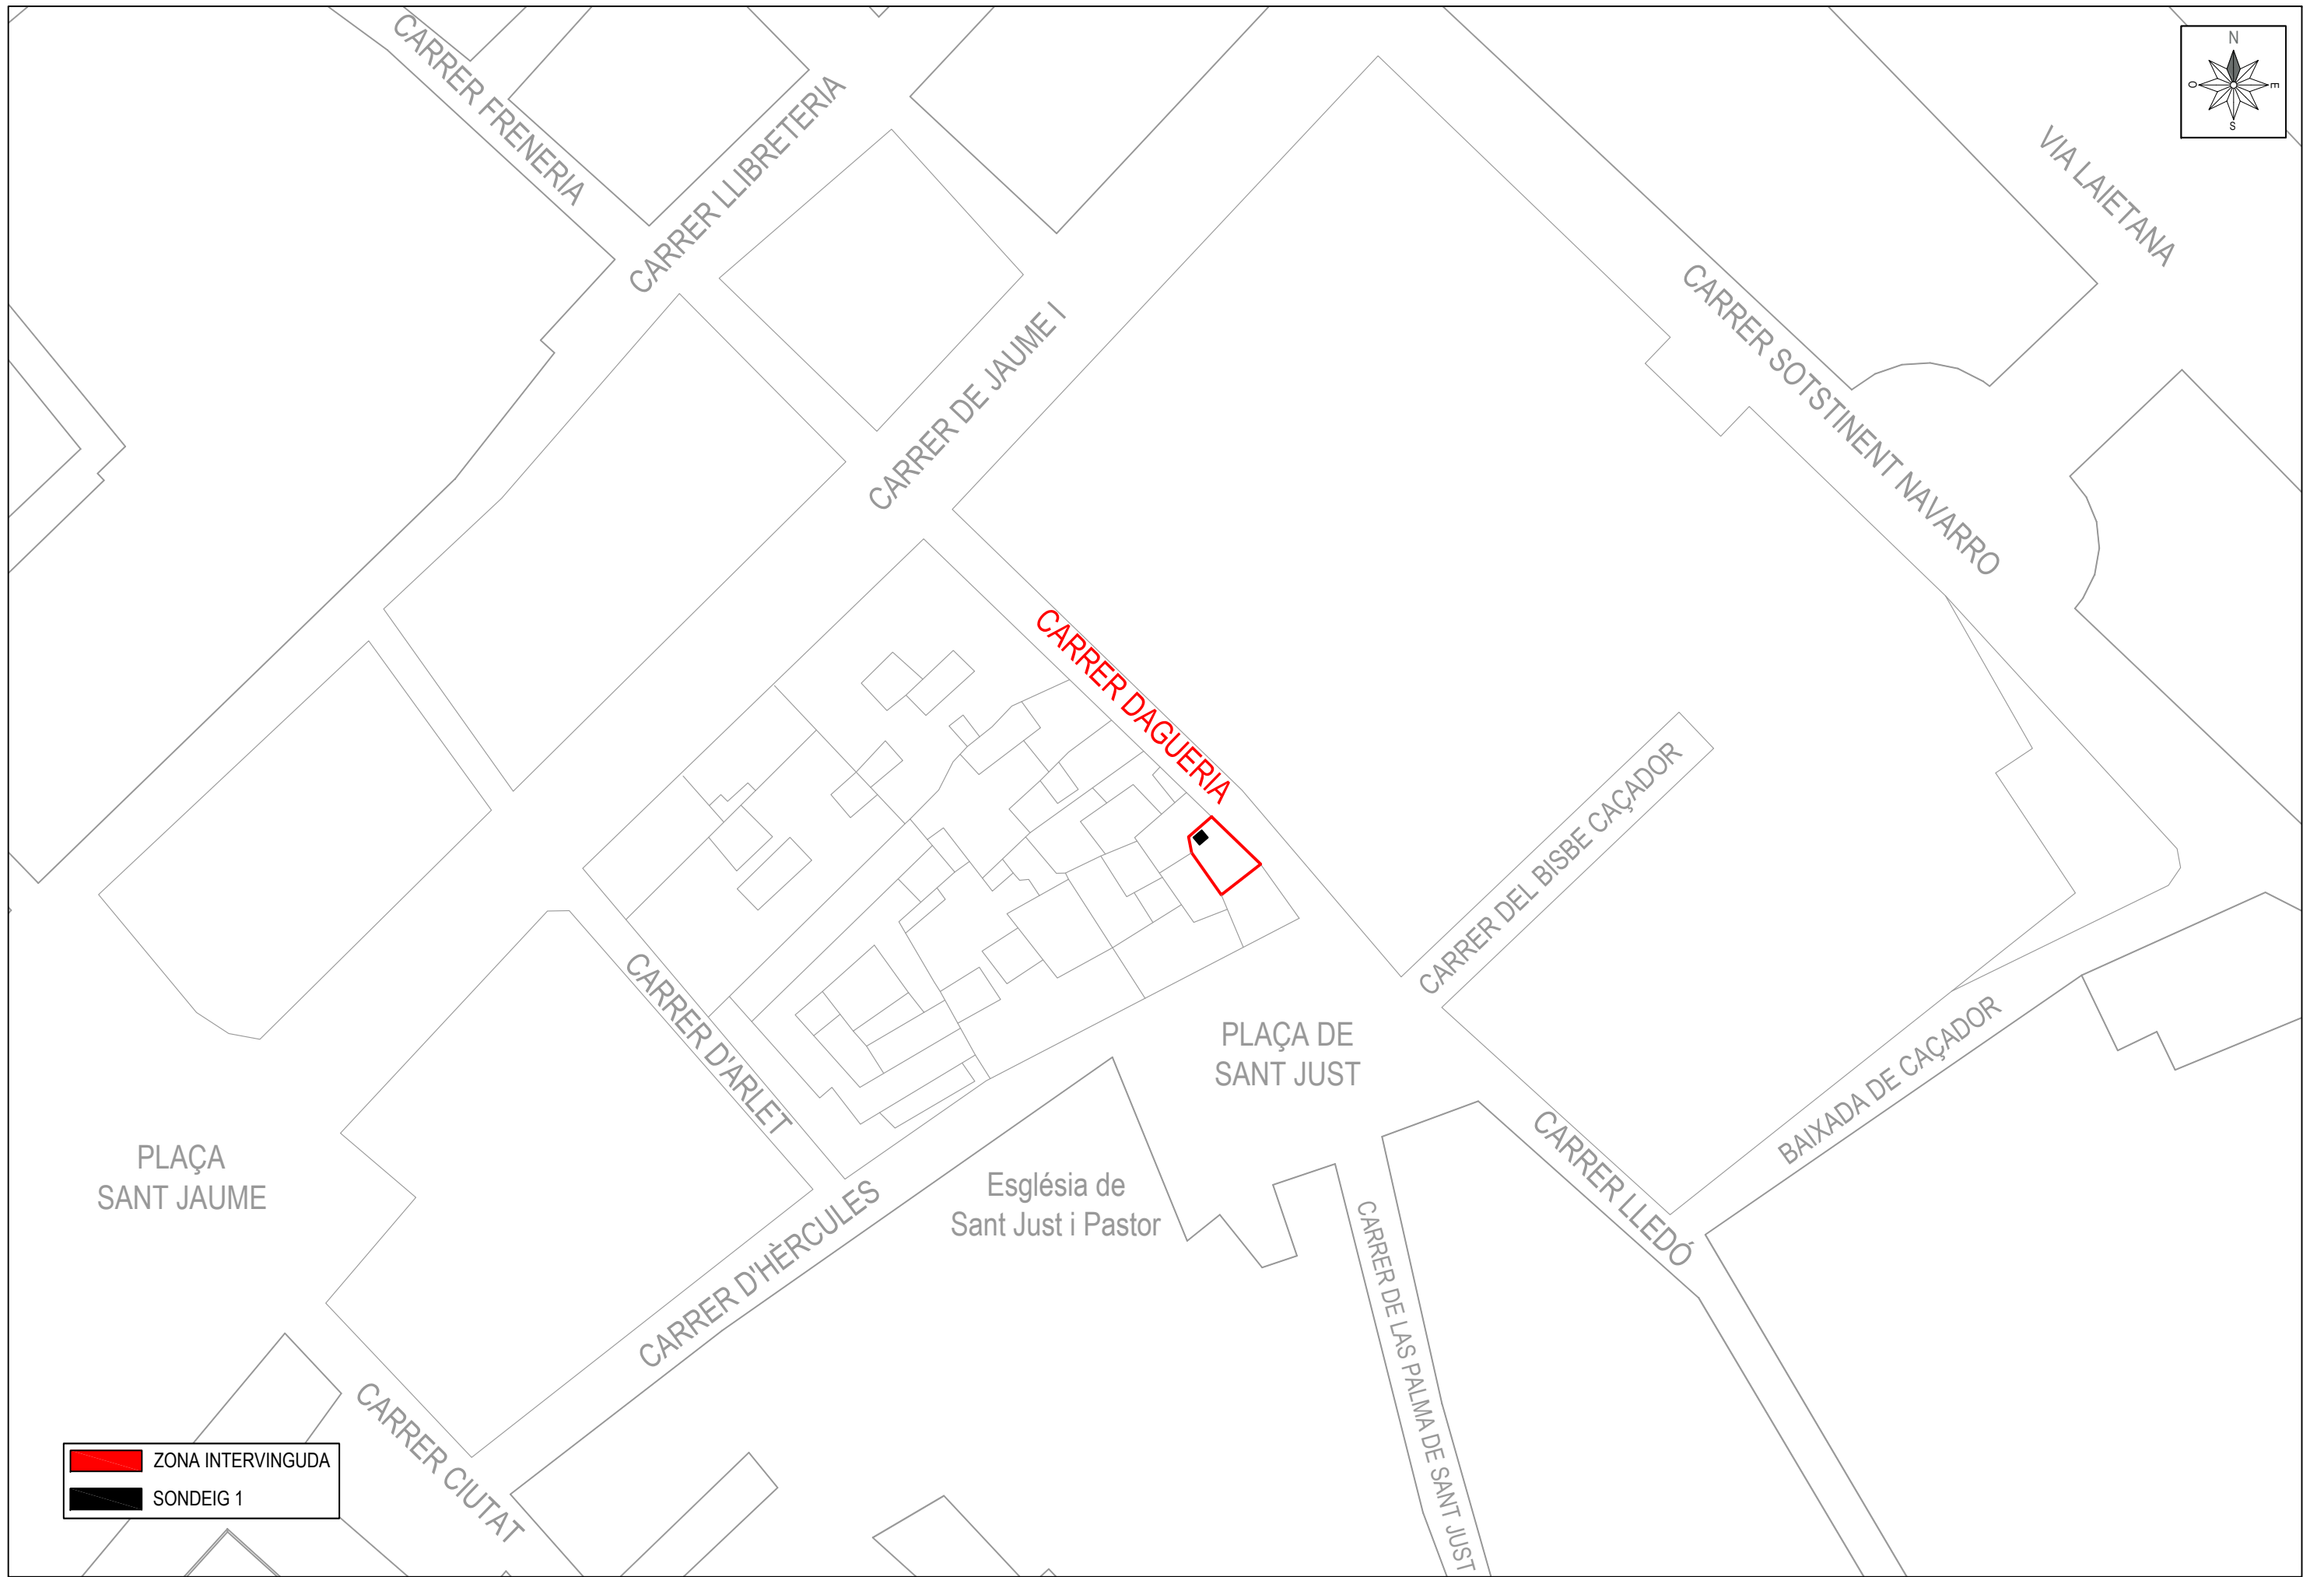 CARRER FRENERIA
CARRER LLIBRETERIA
N
O
E
S
VIA LAIETANA
CARRER DE JAUME I
CARRER SOTSTINENT NAVARRO
CARRER DAGUERIA
CARRER DEL BISBE CAÇADOR
CARRER D'ARLET
PLAÇA DE
SANT JUST
BAIXADA DE CAÇADOR
PLAÇA
SANT JAUME
Església de
Sant Just i Pastor
CARRER D'HÈRCULES
CARRER LLEDÓ
CARRER DE LAS PALMA DE SANT JUST
CARRER CIUTAT
ZONA INTERVINGUDA
SONDEIG 1